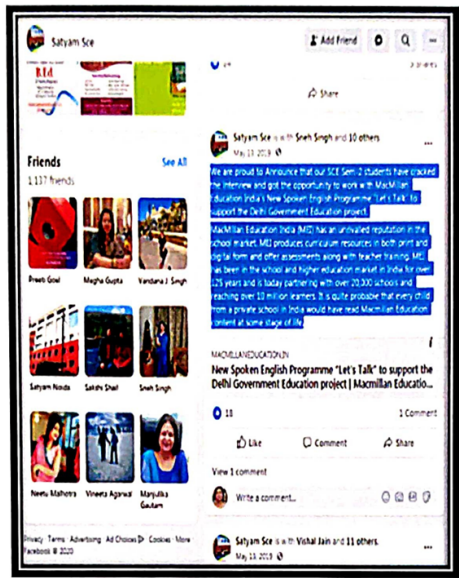 Satyam Sce
Add Friend
B.Ed.
Share
Friends
See All
1,137 friends
Preeti Goel
Megha Gupta
Vandana J. Singh
Satyam Noida
Sakshi Shail
Sneh Singh
Neetu Malhotra
Vineeta Agarwal
Manjulika
Gautam
Privacy · Terms · Advertising · Ad Choices · Cookies · More
Facebook © 2020
Satyam Sce is with Sneh Singh and 10 others.
May 13, 2019
We are proud to Announce that our SCE Sem-2 students have cracked
the Interview and got the opportunity to work with MacMillan
Education India's New Spoken English Programme "Let's Talk" to
support the Delhi Government Education project.
MacMillan Education India (MEI) has an unrivalled reputation in the
school market. MEI produces curriculum resources in both print and
digital form and offer assessments along with teacher training. MEI
has been in the school and higher education market in India for over
125 years and is today partnering with over 20,300 schools and
reaching over 10 million learners. It is quite probable that every child
from a private school in India would have read Macmillan Education
content at some stage of life.
MACMILLANEDUCATION.IN
New Spoken English Programme "Let's Talk" to support the
Delhi Government Education project | Macmillan Educatio...
18
1 Comment
Like
Comment
Share
View 1 comment
Write a comment...
Satyam Sce is with Vishal Jain and 11 others.
May 13, 2019